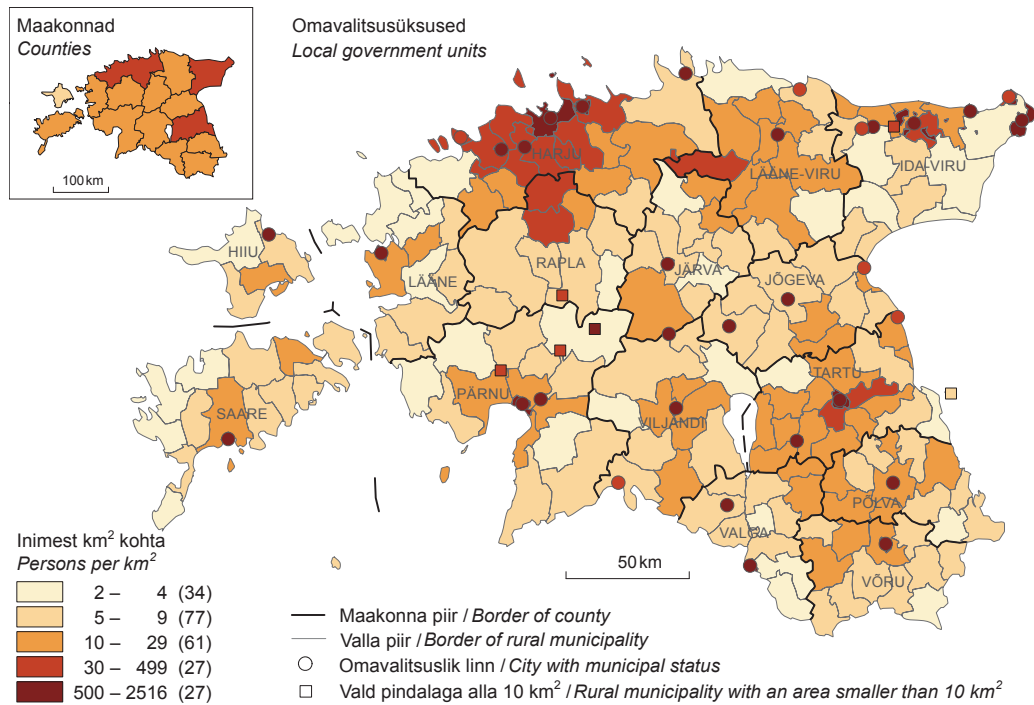 Maakonnad
Counties
100 km
Omavalitsusüksused
Local government units
HARJU
LÄÄNE-VIRU
IDA-VIRU
HIIU
LÄÄNE
RAPLA
JÄRVA
JÕGEVA
SAARE
PÄRNU
VILJANDI
TARTU
PÕLVA
VALGA
VÕRU
50 km
Inimest km² kohta
Persons per km²
2 – 4 (34)
5 – 9 (77)
10 – 29 (61)
30 – 499 (27)
500 – 2516 (27)
Maakonna piir / Border of county
Valla piir / Border of rural municipality
Omavalitsuslik linn / City with municipal status
Vald pindalaga alla 10 km² / Rural municipality with an area smaller than 10 km²